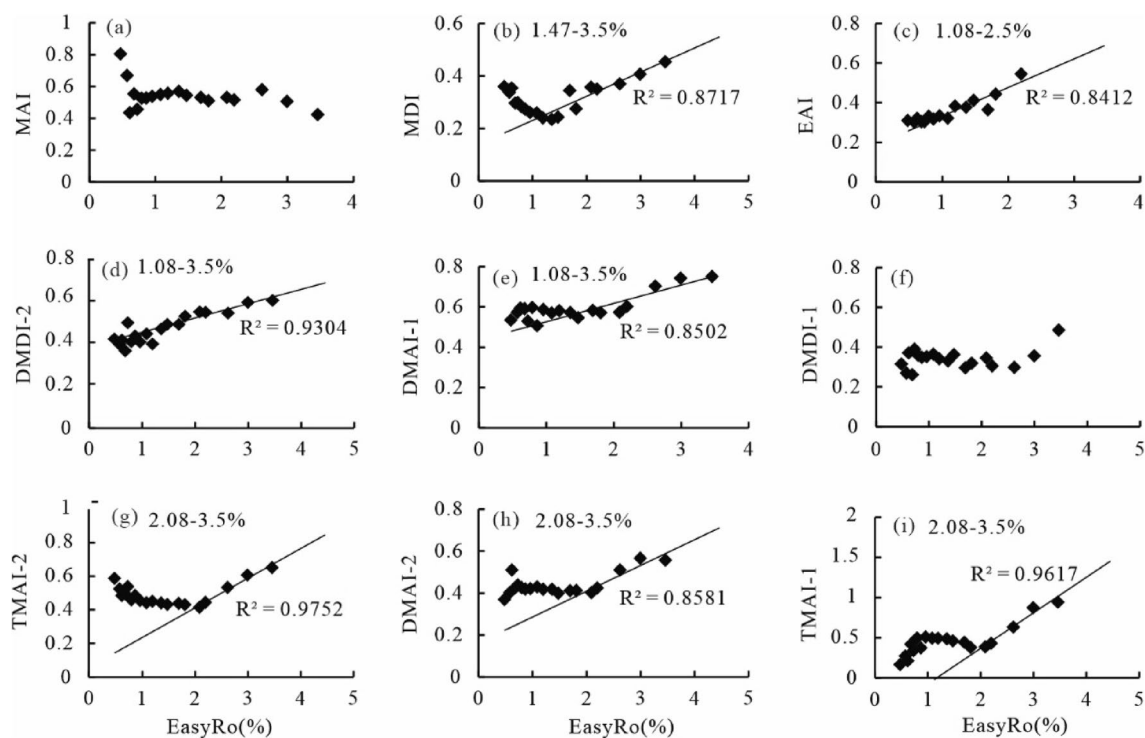 (a)
MAI
1
0.8
0.6
0.4
0.2
0
0 1 2 3 4
(b) 1.47-3.5%
MDI
0.6
0.4
0.2
0
R² = 0.8717
0 1 2 3 4 5
(c) 1.08-2.5%
EAI
0.8
0.6
0.4
0.2
0
R² = 0.8412
0 1 2 3 4 5
(d) 1.08-3.5%
DMDI-2
0.8
0.6
0.4
0.2
0
R² = 0.9304
0 1 2 3 4 5
(e) 1.08-3.5%
DMAI-1
0.8
0.6
0.4
0.2
0
R² = 0.8502
0 1 2 3 4 5
(f)
DMDI-1
0.8
0.6
0.4
0.2
0
0 1 2 3 4 5
(g) 2.08-3.5%
TMAI-2
1
0.8
0.6
0.4
0.2
0
R² = 0.9752
0 1 2 3 4 5
EasyRo(%)
(h) 2.08-3.5%
DMAI-2
0.8
0.6
0.4
0.2
0
R² = 0.8581
0 1 2 3 4 5
EasyRo(%)
(i) 2.08-3.5%
TMAI-1
2
1.5
1
0.5
0
R² = 0.9617
0 1 2 3 4 5
EasyRo(%)